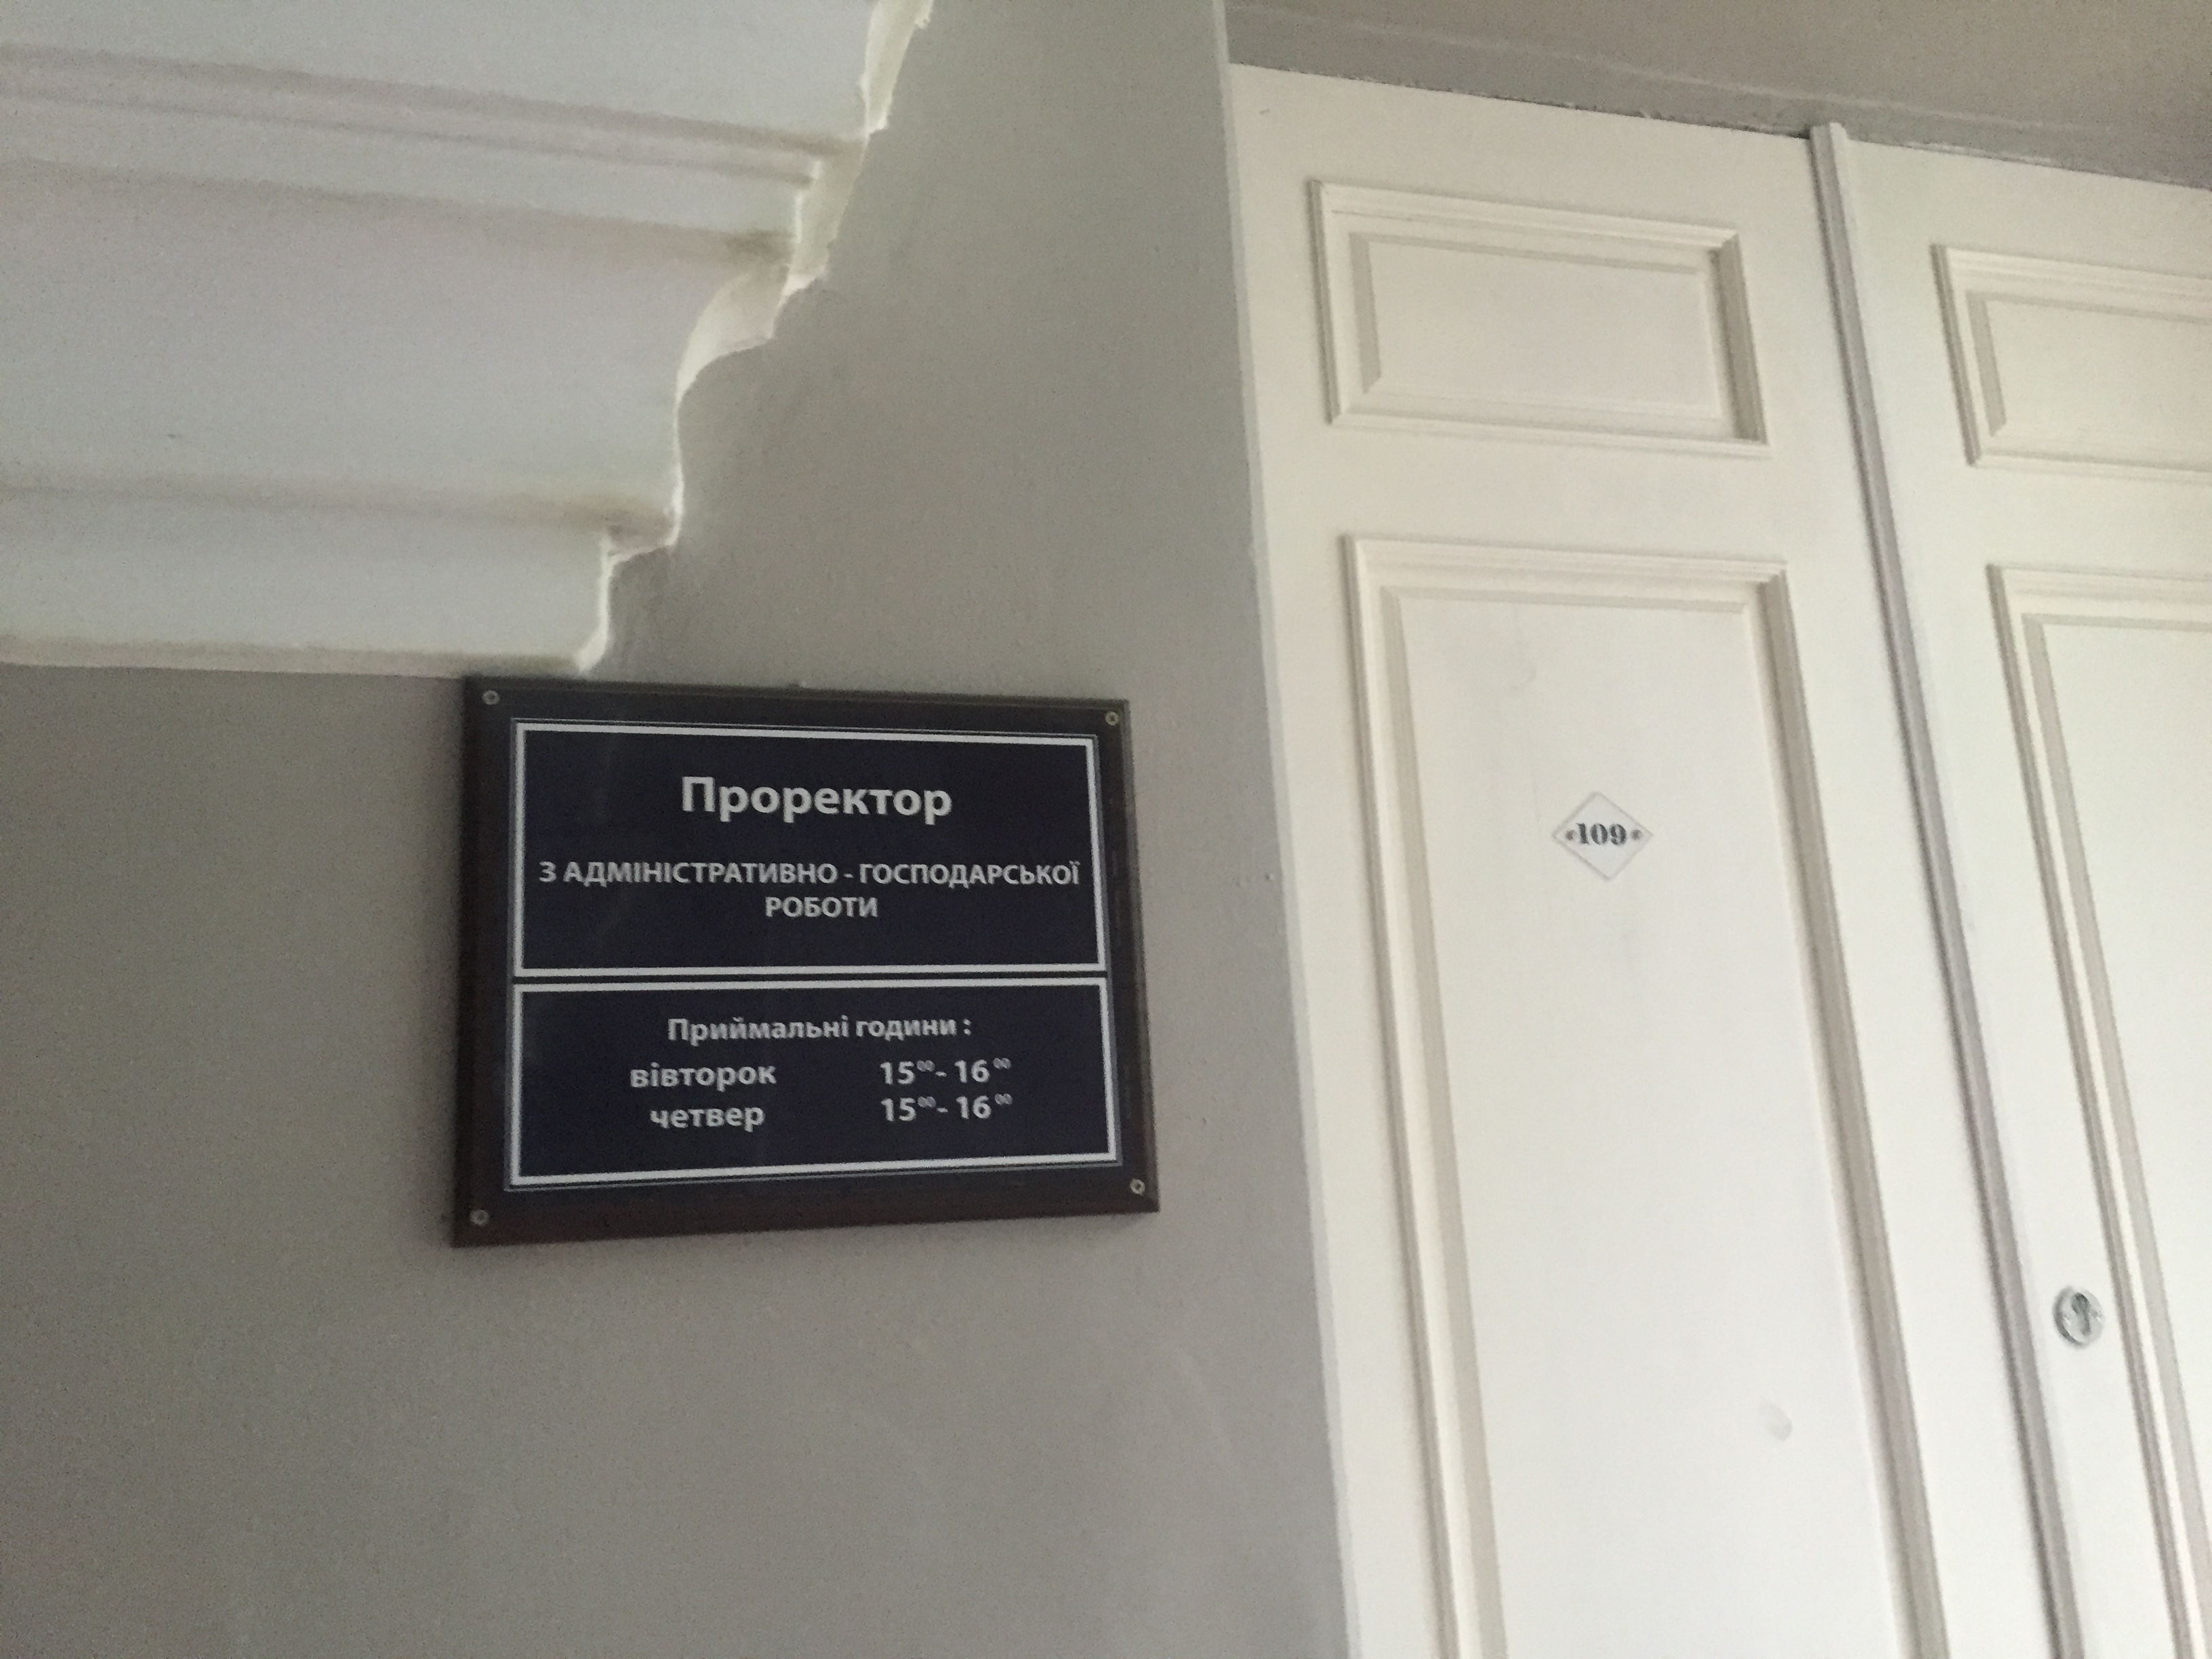 Проректор
З АДМІНІСТРАТИВНО - ГОСПОДАРСЬКОЇ
РОБОТИ
Приймальні години :
вівторок 15⁰⁰- 16⁰⁰
четвер 15⁰⁰- 16⁰⁰
109